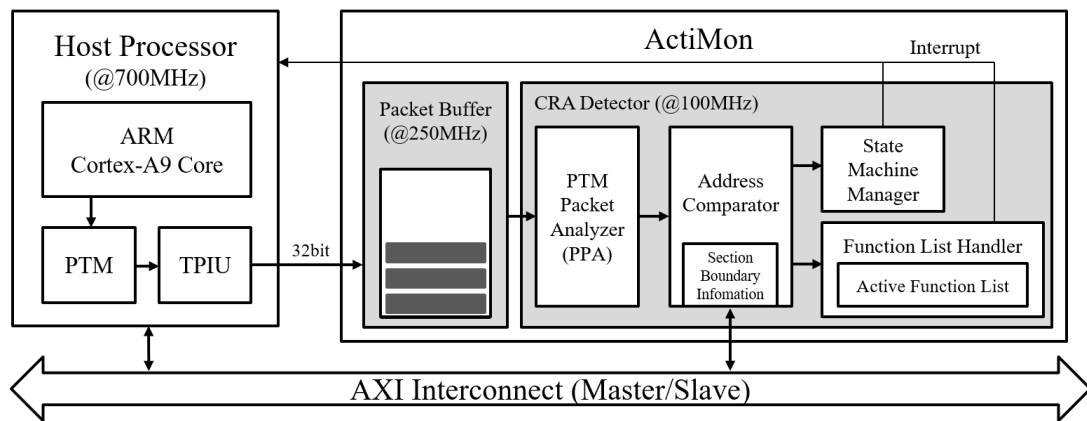 Host Processor
(@700MHz)
ARM
Cortex-A9 Core
PTM
TPIU
32bit
ActiMon
Interrupt
Packet Buffer
(@250MHz)
CRA Detector (@100MHz)
PTM
Packet
Analyzer
(PPA)
Address
Comparator
Section
Boundary
Infomation
State
Machine
Manager
Function List Handler
Active Function List
AXI Interconnect (Master/Slave)